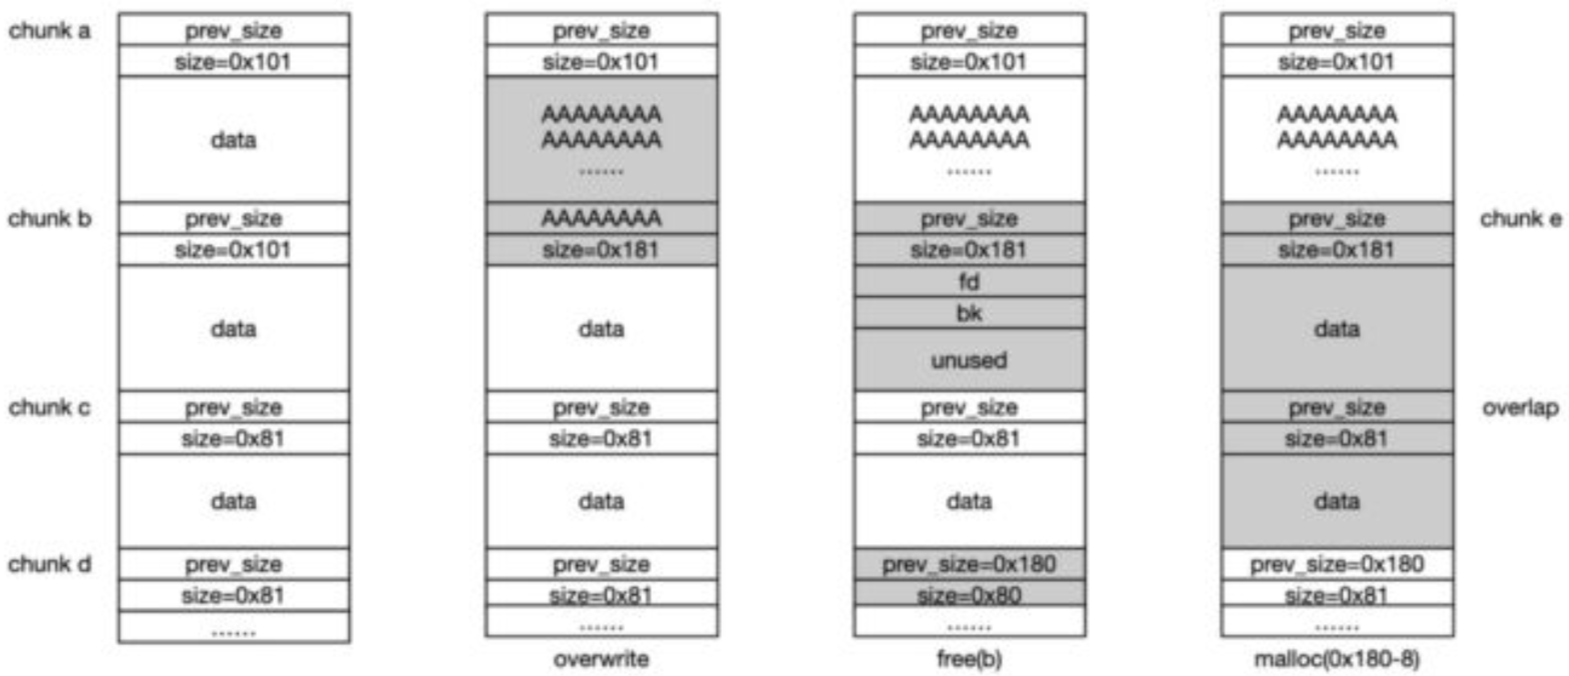 chunk a
prev_size
size=0x101
data
chunk b
prev_size
size=0x101
data
chunk c
prev_size
size=0x81
data
chunk d
prev_size
size=0x81
......
prev_size
size=0x101
AAAAAAAA
AAAAAAAA
......
AAAAAAAA
size=0x181
data
prev_size
size=0x81
data
prev_size
size=0x81
......
overwrite
prev_size
size=0x101
AAAAAAAA
AAAAAAAA
......
prev_size
size=0x181
fd
bk
unused
prev_size
size=0x81
data
prev_size=0x180
size=0x80
......
free(b)
prev_size
size=0x101
AAAAAAAA
AAAAAAAA
......
prev_size
chunk e
size=0x181
data
prev_size
overlap
size=0x81
data
prev_size=0x180
size=0x81
......
malloc(0x180-8)